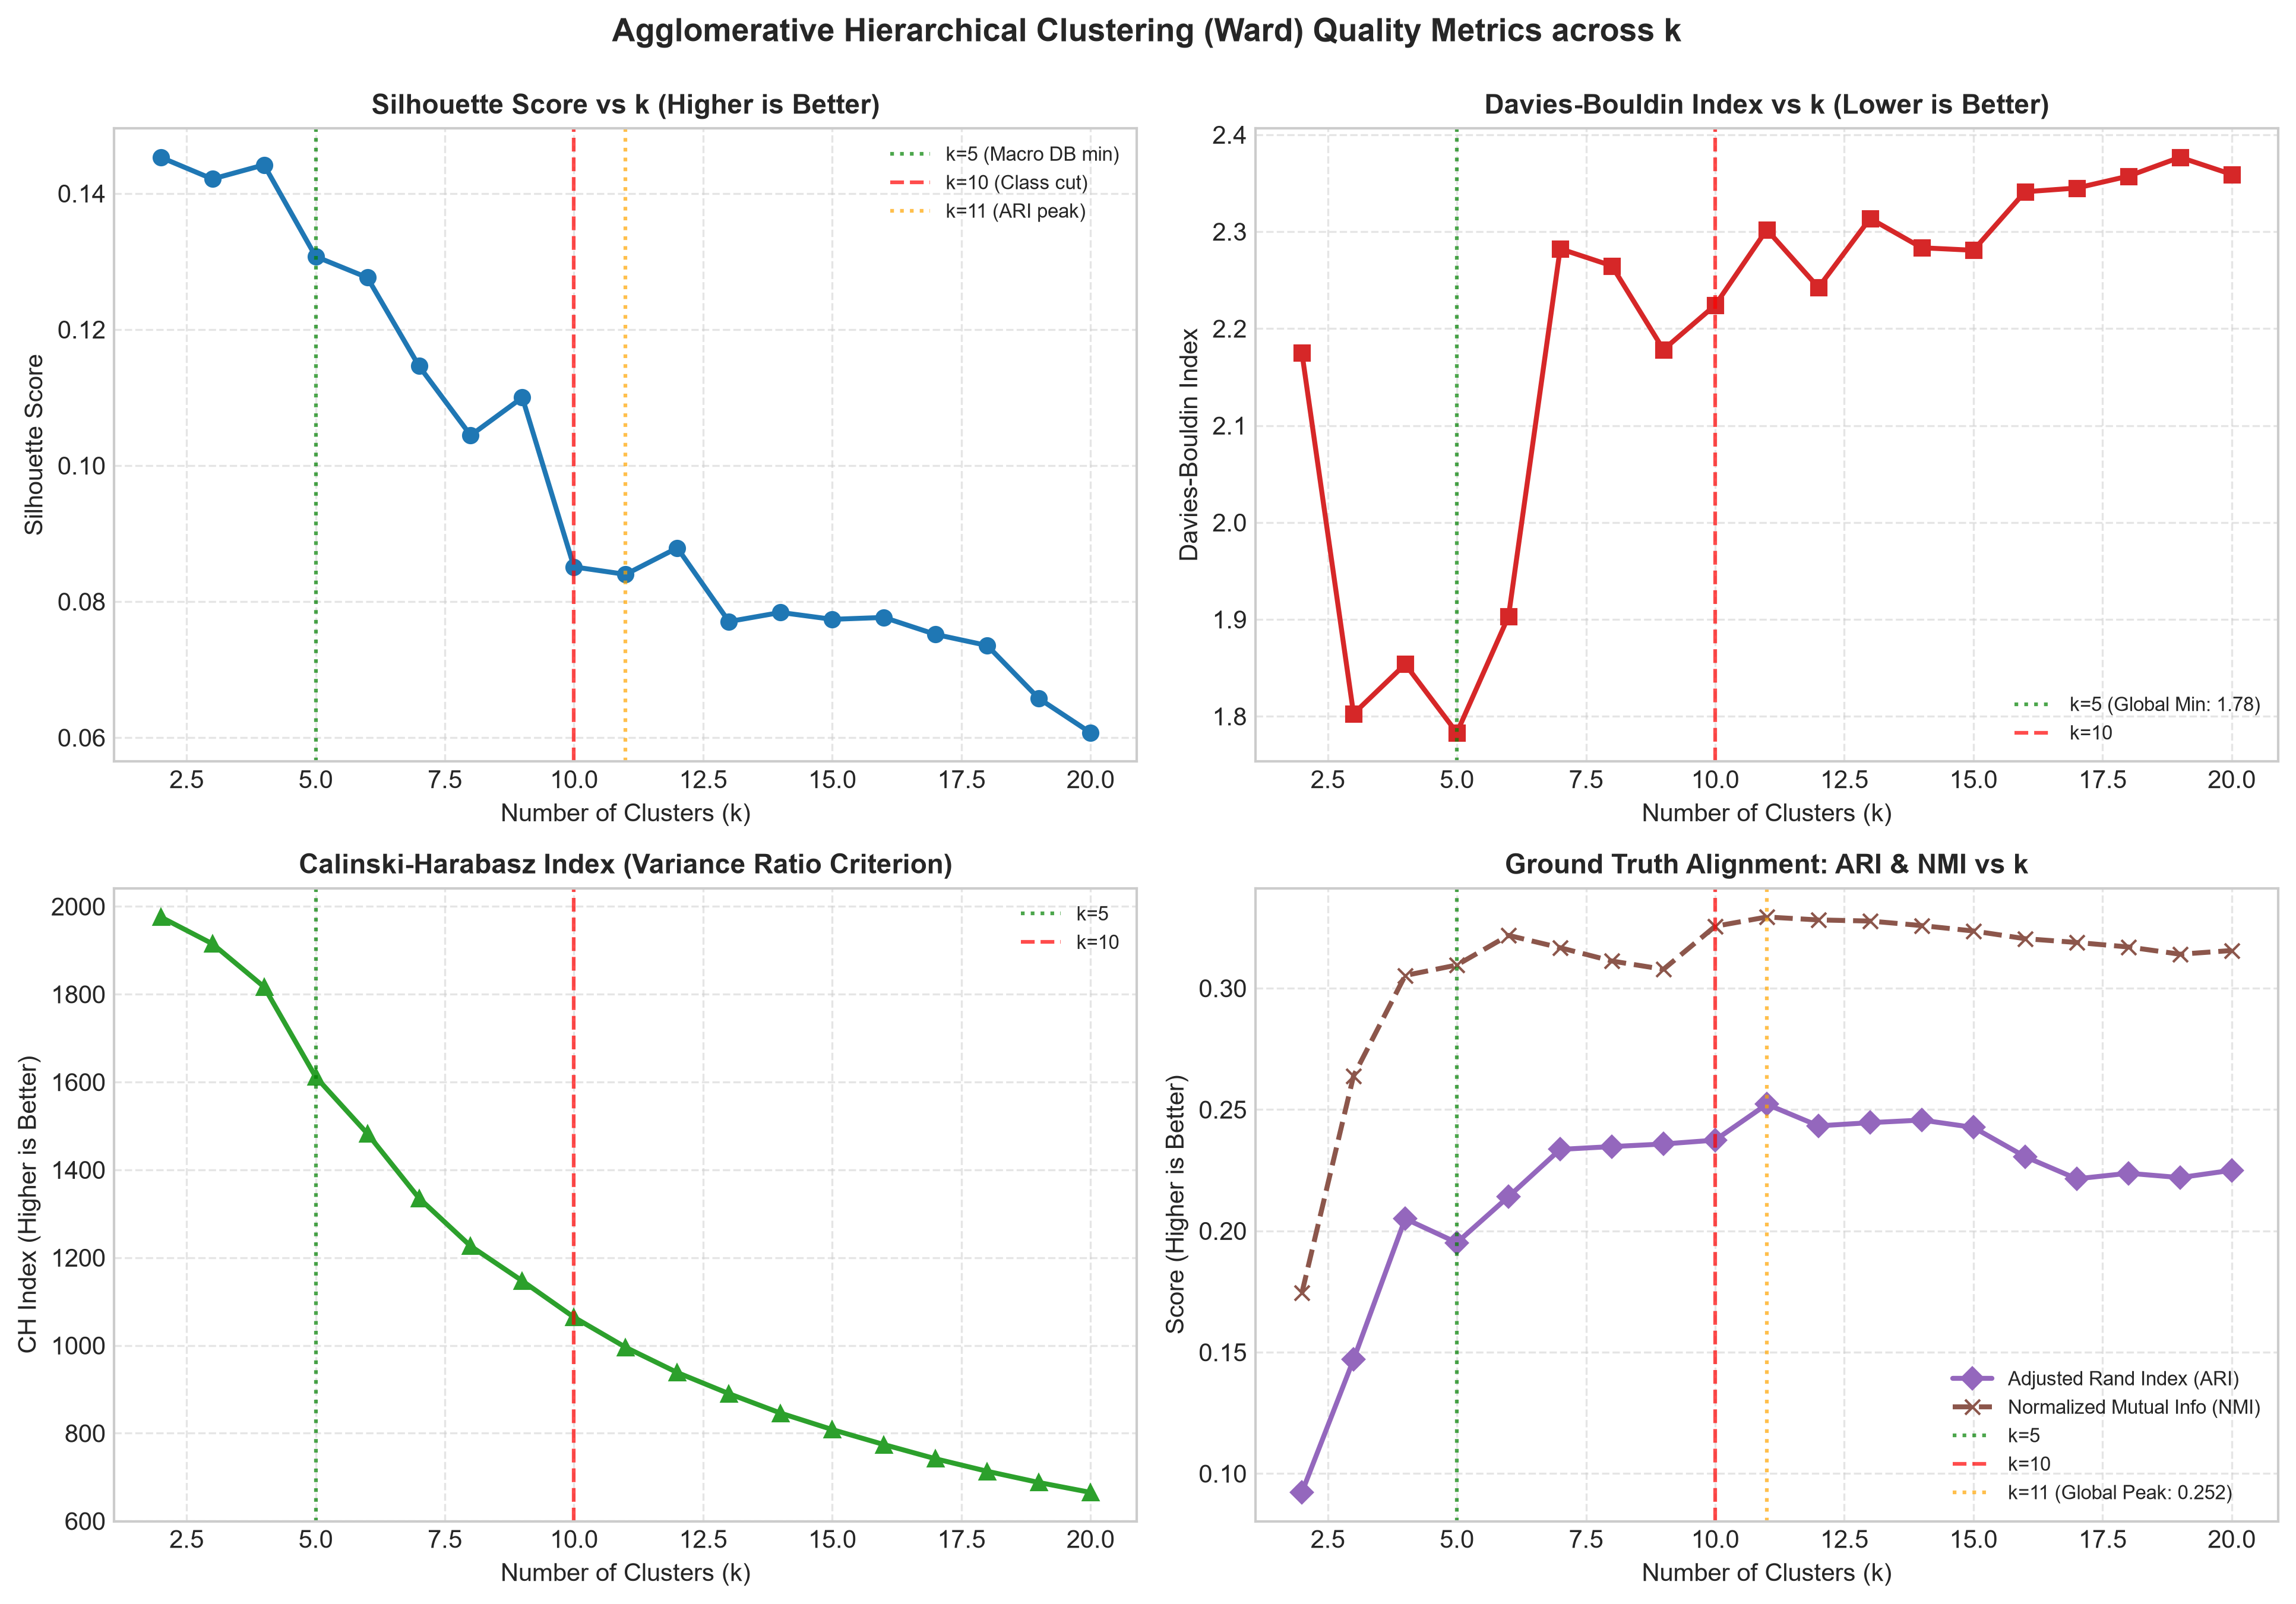 Agglomerative Hierarchical Clustering (Ward) Quality Metrics across k
Silhouette Score vs k (Higher is Better)
Silhouette Score
0.14
0.12
0.10
0.08
0.06
k=5 (Macro DB min)
k=10 (Class cut)
k=11 (ARI peak)
2.5 5.0 7.5 10.0 12.5 15.0 17.5 20.0
Number of Clusters (k)
Davies-Bouldin Index vs k (Lower is Better)
Davies-Bouldin Index
2.4
2.3
2.2
2.1
2.0
1.9
1.8
k=5 (Global Min: 1.78)
k=10
2.5 5.0 7.5 10.0 12.5 15.0 17.5 20.0
Number of Clusters (k)
Calinski-Harabasz Index (Variance Ratio Criterion)
CH Index (Higher is Better)
2000
1800
1600
1400
1200
1000
800
600
k=5
k=10
2.5 5.0 7.5 10.0 12.5 15.0 17.5 20.0
Number of Clusters (k)
Ground Truth Alignment: ARI & NMI vs k
Score (Higher is Better)
0.30
0.25
0.20
0.15
0.10
Adjusted Rand Index (ARI)
Normalized Mutual Info (NMI)
k=5
k=10
k=11 (Global Peak: 0.252)
2.5 5.0 7.5 10.0 12.5 15.0 17.5 20.0
Number of Clusters (k)